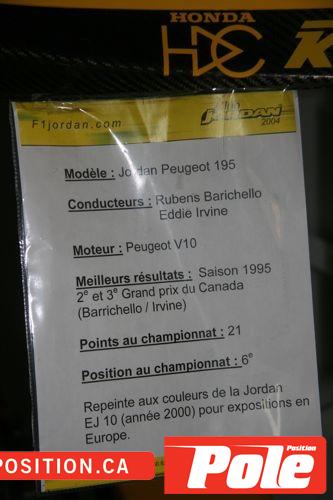 HONDA
HDC
F1jordan.com
JORDAN
2004
Modèle : Jordan Peugeot 195
Conducteurs : Rubens Barichello
Eddie Irvine
Moteur : Peugeot V10
Meilleurs résultats : Saison 1995
2e et 3e Grand prix du Canada
(Barrichello / Irvine)
Points au championnat : 21
Position au championnat : 6e
Repeinte aux couleurs de la Jordan
EJ 10 (année 2000) pour expositions en
Europe.
POSITION.CA
Position
Pole